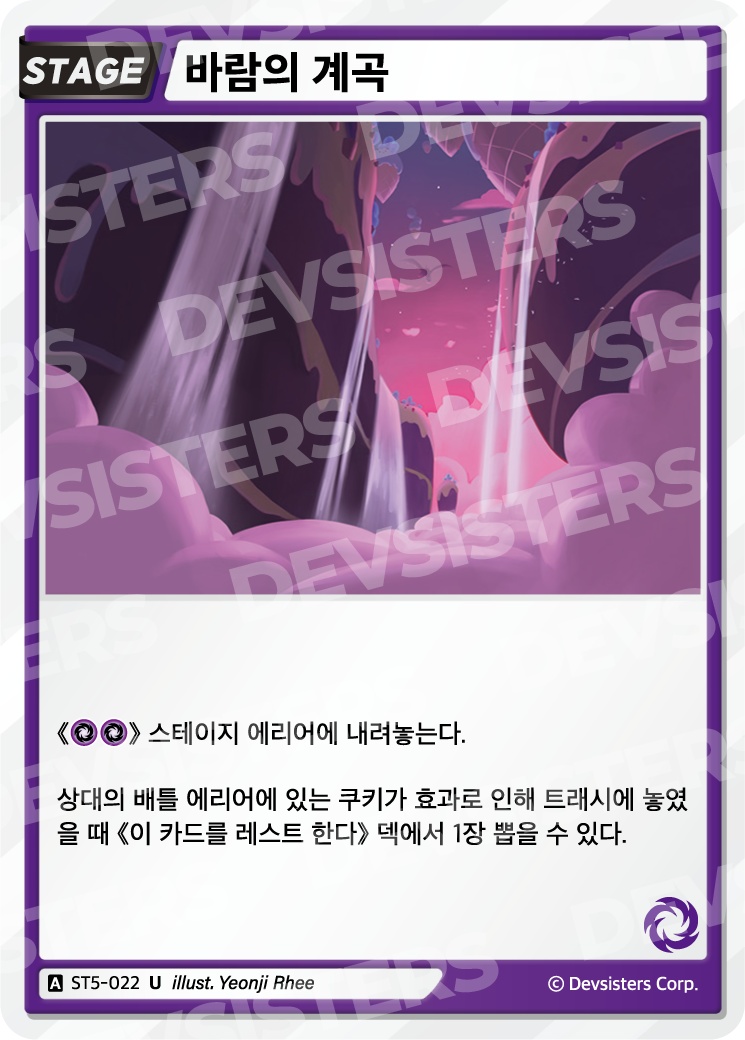 STAGE
바람의 계곡
《》 스테이지 에리어에 내려놓는다.
상대의 배틀 에리어에 있는 쿠키가 효과로 인해 트래시에 놓였
을 때 《이 카드를 레스트 한다》 덱에서 1장 뽑을 수 있다.
A ST5-022 U illust. Yeonji Rhee
© Devsisters Corp.
DEVSISTERS